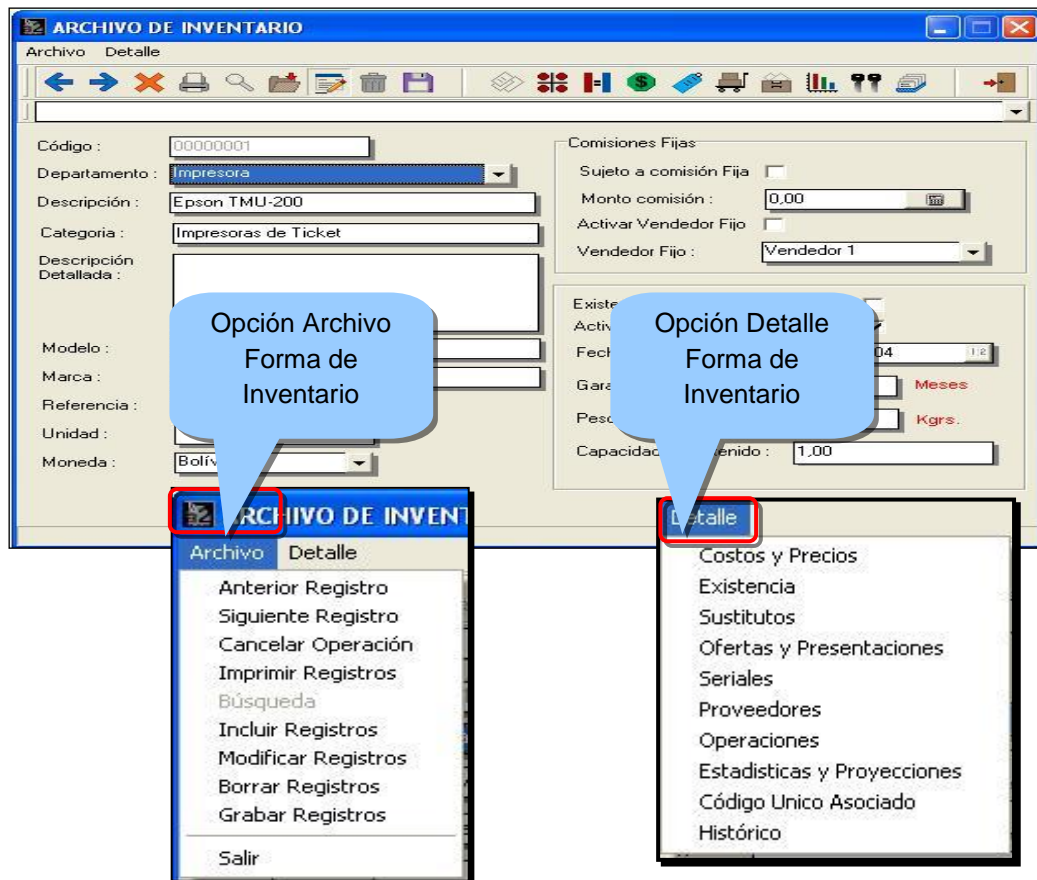 ARCHIVO DE INVENTARIO
Archivo Detalle
Código : 00000001
Departamento : Impresora
Descripción : Epson TMU-200
Categoria : Impresoras de Ticket
Descripción
Detallada :
Modelo :
Marca :
Referencia :
Unidad :
Moneda :
Comisiones Fijas
Sujeto a comisión Fija
Monto comisión : 0,00
Activar Vendedor Fijo
Vendedor Fijo : Vendedor 1
04
Meses
Kgrs.
1,00
Opción Archivo
Forma de
Inventario
Opción Detalle
Forma de
Inventario
ARCHIVO DE INVENT
Archivo Detalle
Anterior Registro
Siguiente Registro
Cancelar Operación
Imprimir Registros
Búsqueda
Incluir Registros
Modificar Registros
Borrar Registros
Grabar Registros
Salir
Detalle
Costos y Precios
Existencia
Sustitutos
Ofertas y Presentaciones
Seriales
Proveedores
Operaciones
Estadisticas y Proyecciones
Código Unico Asociado
Histórico